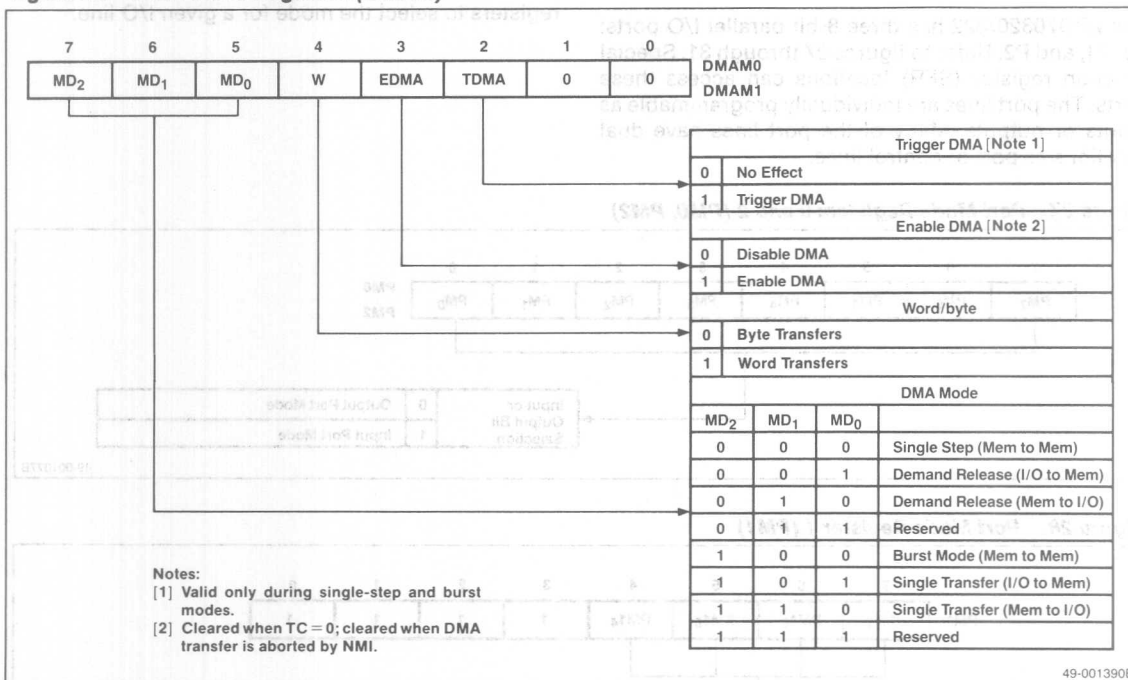 7 6 5 4 3 2 1 0
MD2 MD1 MD0 W EDMA TDMA 0 0
DMAM0
DMAM1
Trigger DMA [Note 1]
0 No Effect
1 Trigger DMA
Enable DMA [Note 2]
0 Disable DMA
1 Enable DMA
Word/byte
0 Byte Transfers
1 Word Transfers
DMA Mode
MD2 MD1 MD0
0 0 0 Single Step (Mem to Mem)
0 0 1 Demand Release (I/O to Mem)
0 1 0 Demand Release (Mem to I/O)
0 1 1 Reserved
1 0 0 Burst Mode (Mem to Mem)
1 0 1 Single Transfer (I/O to Mem)
1 1 0 Single Transfer (Mem to I/O)
1 1 1 Reserved
Notes:
[1] Valid only during single-step and burst
modes.
[2] Cleared when TC = 0; cleared when DMA
transfer is aborted by NMI.
49-001390